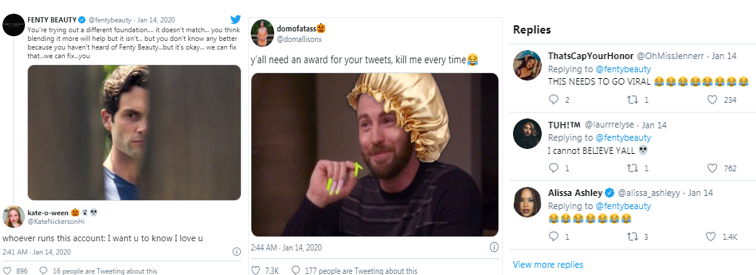 FENTY BEAUTY @fentybeauty · Jan 14, 2020
You're trying out a different foundation.... it doesn't match... you think
blending it more will help but it isn't... but you don't know any better
because you haven't heard of Fenty Beauty...but it's okay... we can fix
that...we can fix...you
kate-o-ween 🎃 💀
@KateNickersonHi
whoever runs this account: I want u to know I love u
2:41 AM · Jan 14, 2020
896 16 people are Tweeting about this
domofatass🎃
@domallisonx
y'all need an award for your tweets, kill me every time😂
2:44 AM · Jan 14, 2020
7.3K 177 people are Tweeting about this
Replies
ThatsCapYourHonor @OhMissJennerr · Jan 14
Replying to @fentybeauty
THIS NEEDS TO GO VIRAL 😂😂😂😂😂😂😂😂
2 1 234
TUH!™ @laurrrelyse · Jan 14
Replying to @fentybeauty
I cannot BELIEVE YALL 💀
1 1 762
Alissa Ashley @alissa_ashleyy · Jan 14
Replying to @fentybeauty
😂😂😂😂😂😂😂
1 3 1.4K
View more replies